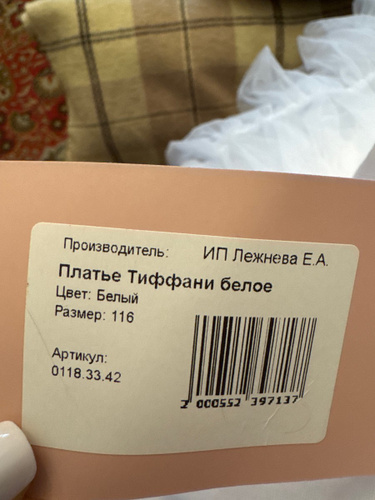 Производитель: ИП Лежнева Е.А.
Платье Тиффани белое
Цвет: Белый
Размер: 116
Артикул:
0118.33.42
2 000552 397137